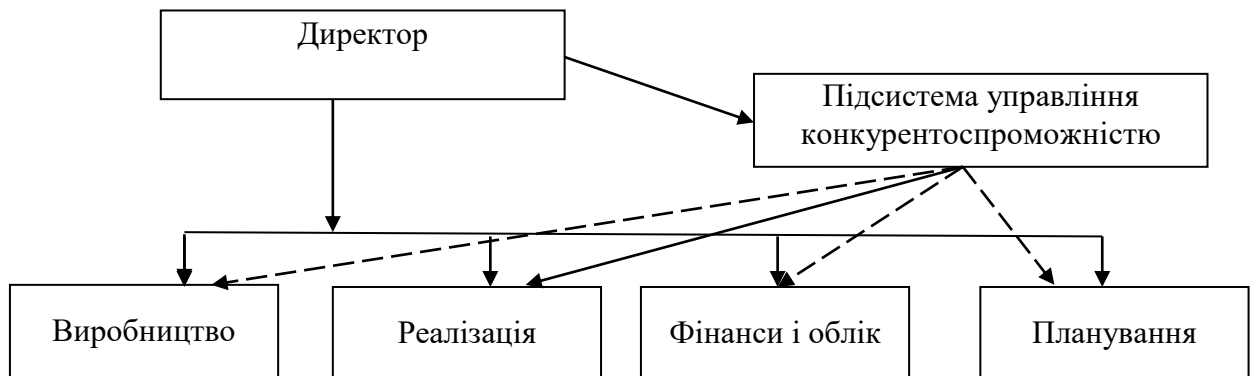 Директор
Підсистема управління
конкурентоспроможністю
Виробництво
Реалізація
Фінанси і облік
Планування